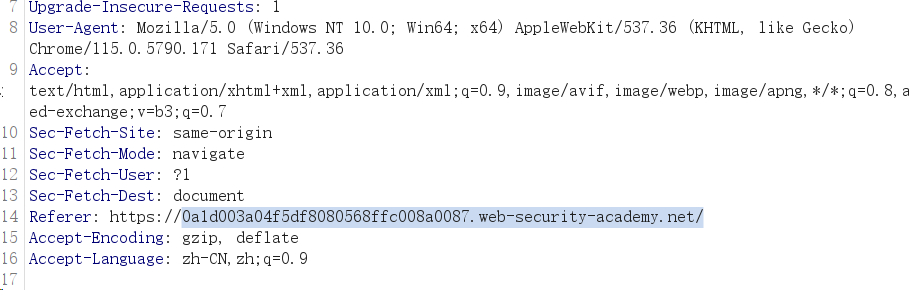 7 Upgrade-Insecure-Requests: 1
8 User-Agent: Mozilla/5.0 (Windows NT 10.0; Win64; x64) AppleWebKit/537.36 (KHTML, like Gecko)
Chrome/115.0.5790.171 Safari/537.36
9 Accept:
text/html,application/xhtml+xml,application/xml;q=0.9,image/avif,image/webp,image/apng,*/*;q=0.8,a
ed-exchange;v=b3;q=0.7
10 Sec-Fetch-Site: same-origin
11 Sec-Fetch-Mode: navigate
12 Sec-Fetch-User: ?1
13 Sec-Fetch-Dest: document
14 Referer: https://0a1d003a04f5df8080568ffc008a0087.web-security-academy.net/
15 Accept-Encoding: gzip, deflate
16 Accept-Language: zh-CN,zh;q=0.9
17